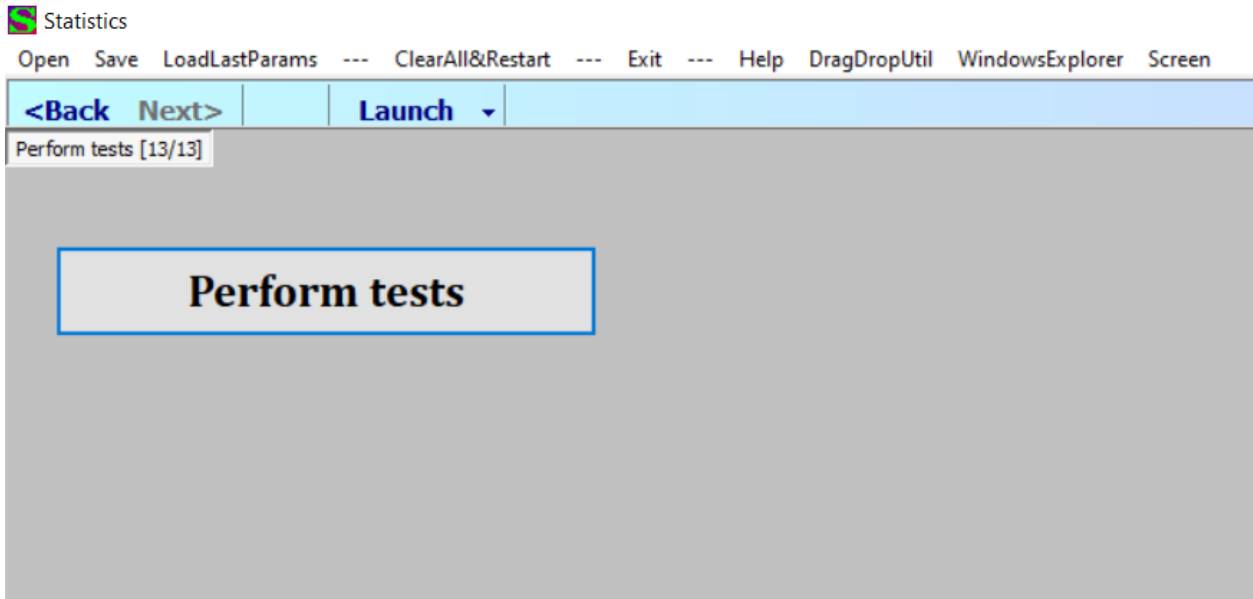 Statistics
Open Save LoadLastParams --- ClearAll&Restart --- Exit --- Help DragDropUtil WindowsExplorer Screen
<Back Next> Launch
Perform tests [13/13]
Perform tests